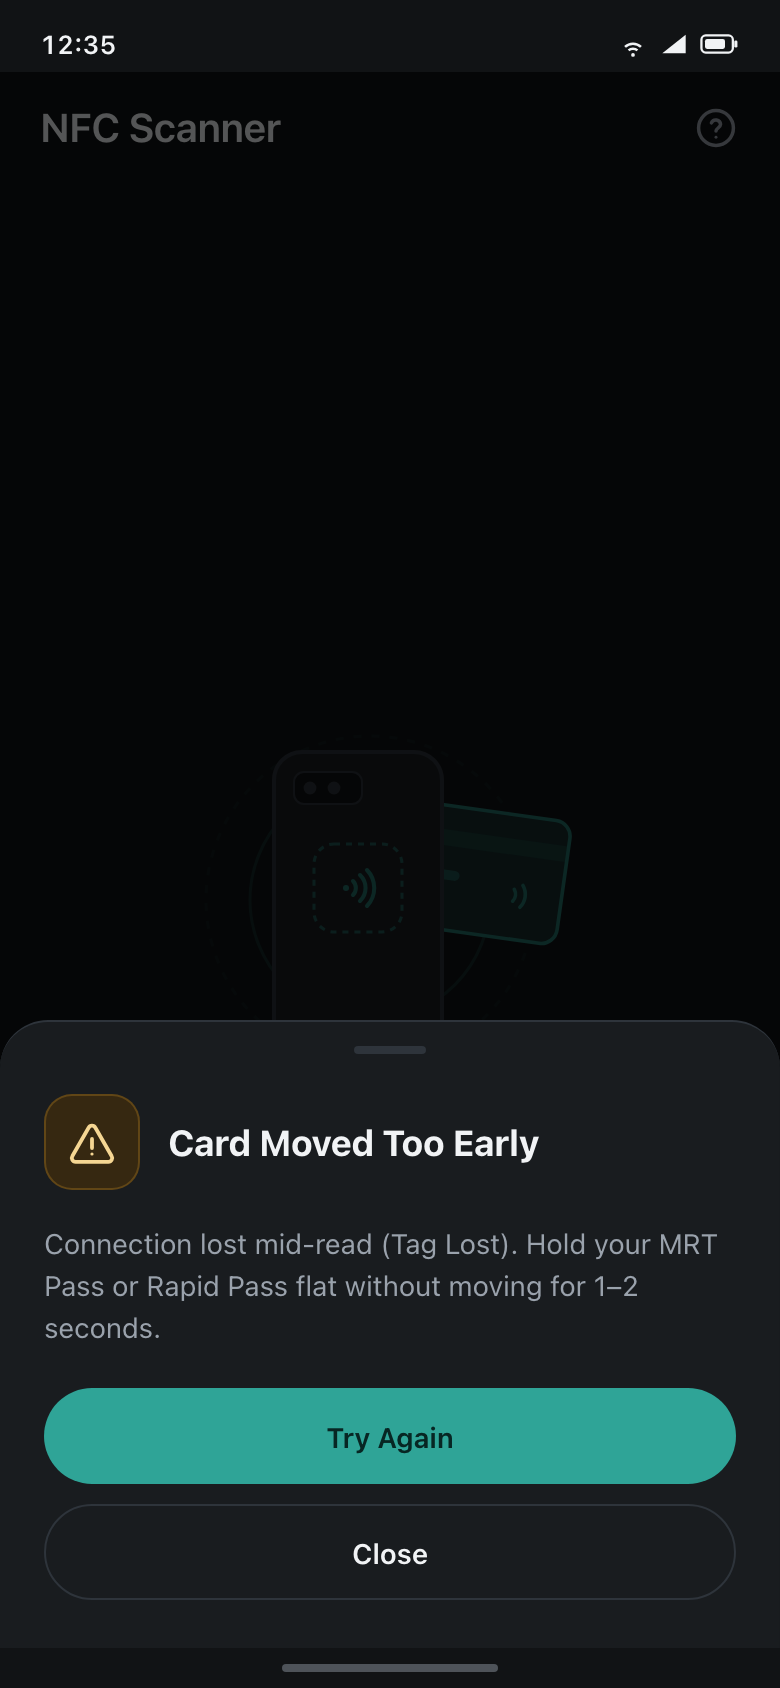 12:35
NFC Scanner
Card Moved Too Early
Connection lost mid-read (Tag Lost). Hold your MRT
Pass or Rapid Pass flat without moving for 1–2
seconds.
Try Again
Close